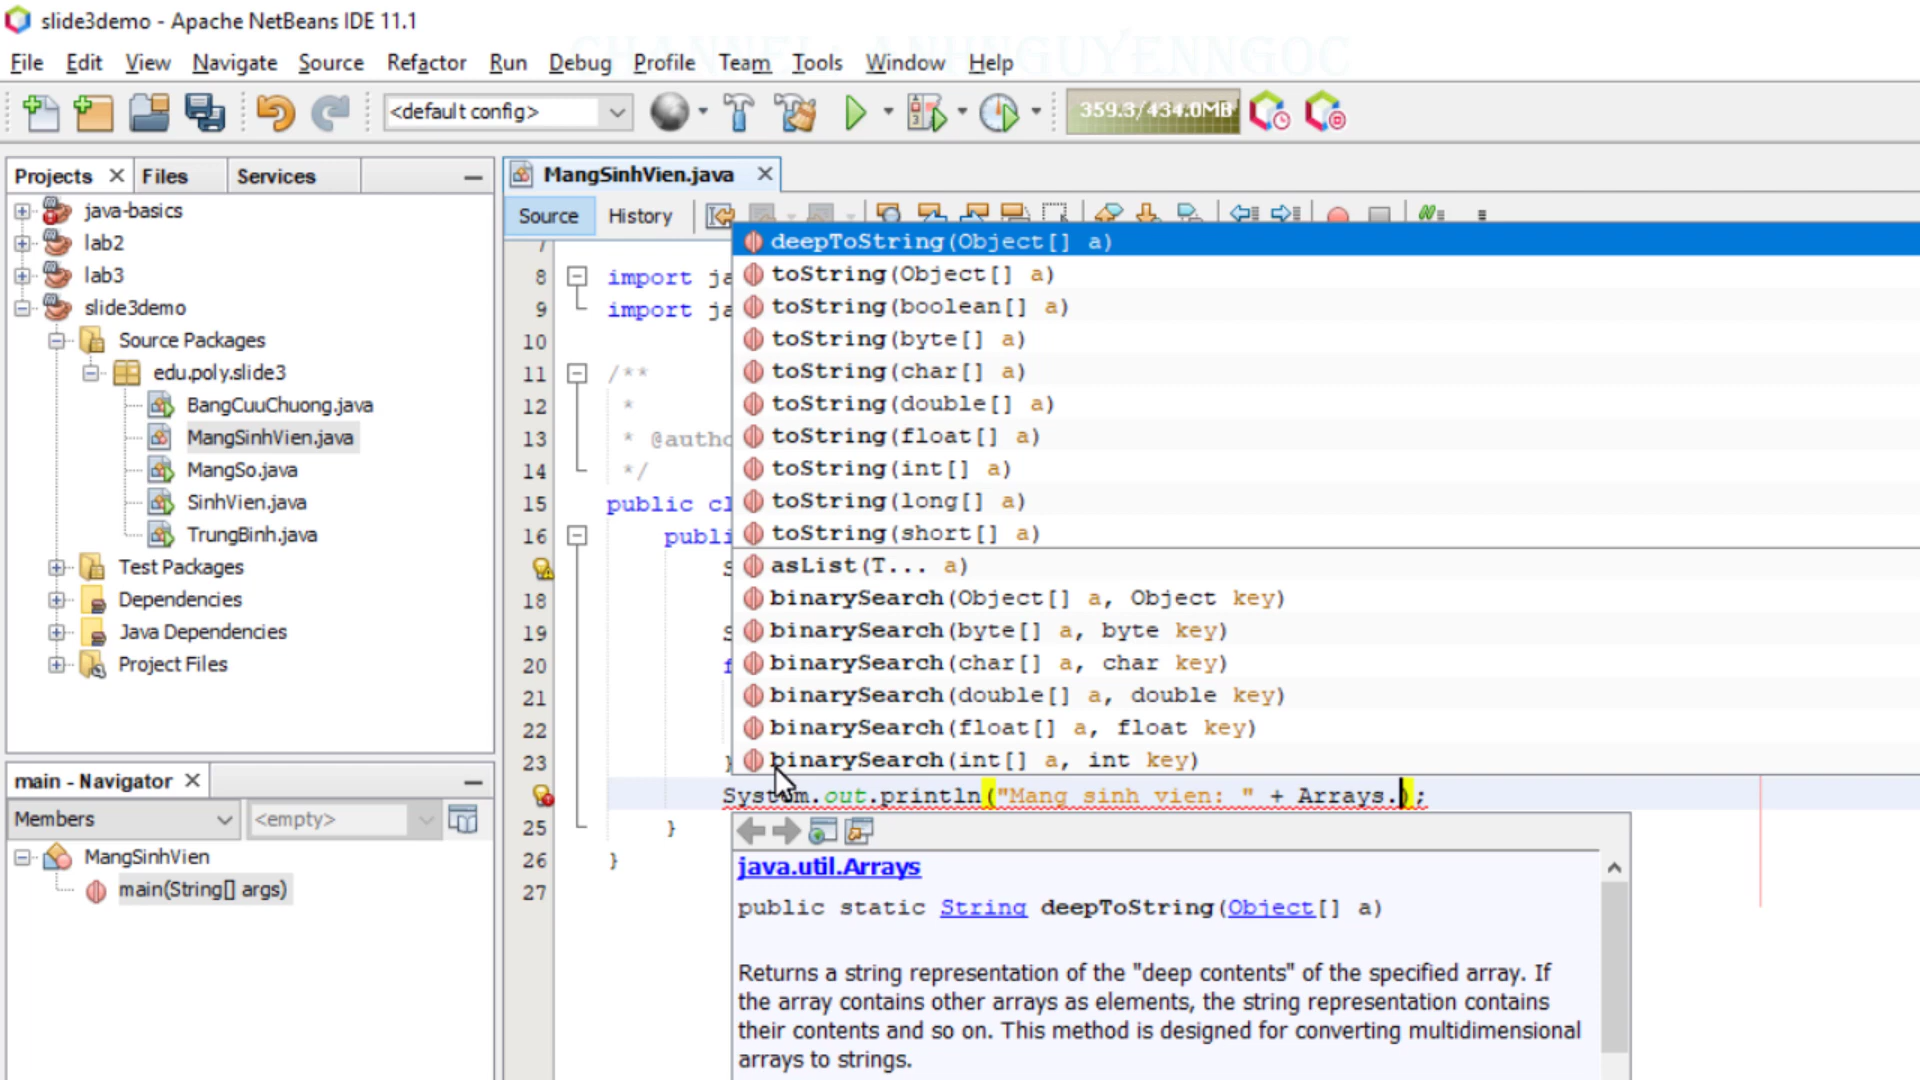 slide3demo - Apache NetBeans IDE 11.1
CHANNEL: ANHNGUYENNGOC
File Edit View Navigate Source Refactor Run Debug Profile Team Tools Window Help
<default config>
359.3/434.0MB
Projects Files Services
MangSinhVien.java
Source History
java-basics
lab2
lab3
slide3demo
Source Packages
edu.poly.slide3
BangCuuChuong.java
MangSinhVien.java
MangSo.java
SinhVien.java
TrungBinh.java
Test Packages
Dependencies
Java Dependencies
Project Files
main - Navigator
Members <empty>
MangSinhVien
main(String[] args)
7
8 import ja
9 import ja
10
11 /**
12 *
13 * @autho
14 */
15 public cl
16 publi
S
18
19 S
20 f
21
22
23 }
System.out.println("Mang sinh vien: " + Arrays.);
25 }
26 }
27
deepToString(Object[] a)
toString(Object[] a)
toString(boolean[] a)
toString(byte[] a)
toString(char[] a)
toString(double[] a)
toString(float[] a)
toString(int[] a)
toString(long[] a)
toString(short[] a)
asList(T... a)
binarySearch(Object[] a, Object key)
binarySearch(byte[] a, byte key)
binarySearch(char[] a, char key)
binarySearch(double[] a, double key)
binarySearch(float[] a, float key)
binarySearch(int[] a, int key)
java.util.Arrays
public static String deepToString(Object[] a)
Returns a string representation of the "deep contents" of the specified array. If
the array contains other arrays as elements, the string representation contains
their contents and so on. This method is designed for converting multidimensional
arrays to strings.